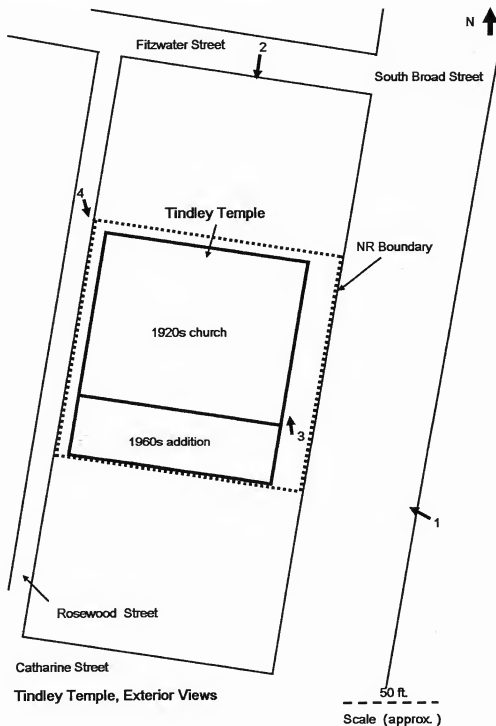 Fitzwater Street
2
N
South Broad Street
4
Tindley Temple
NR Boundary
1920s church
3
1960s addition
1
Rosewood Street
Catharine Street
Tindley Temple, Exterior Views
50 ft.
Scale (approx.)